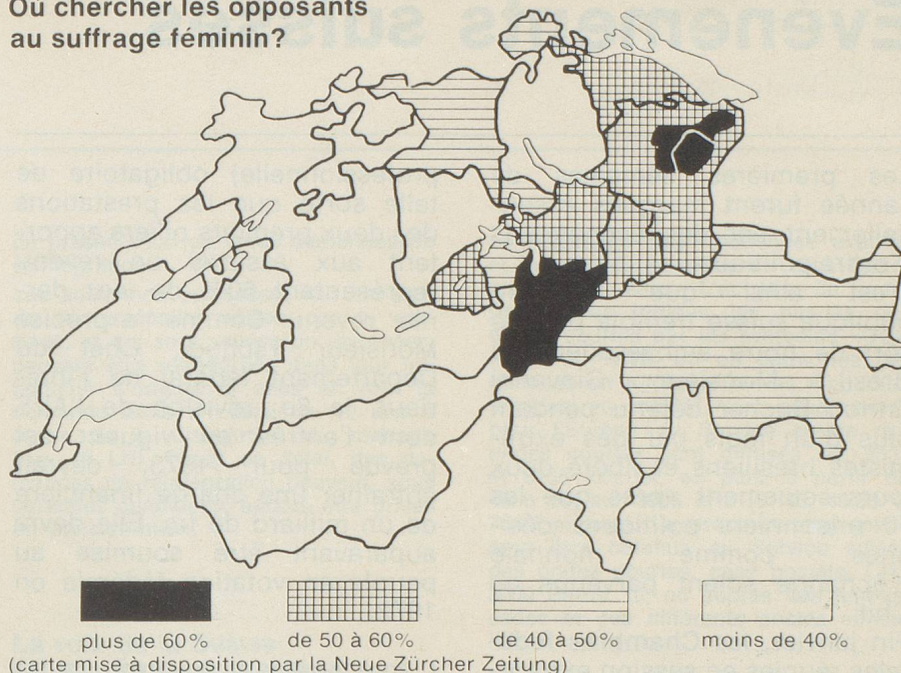 Où chercher les opposants
au suffrage féminin?
plus de 60%
de 50 à 60%
de 40 à 50%
moins de 40%
(carte mise à disposition par la Neue Zürcher Zeitung)